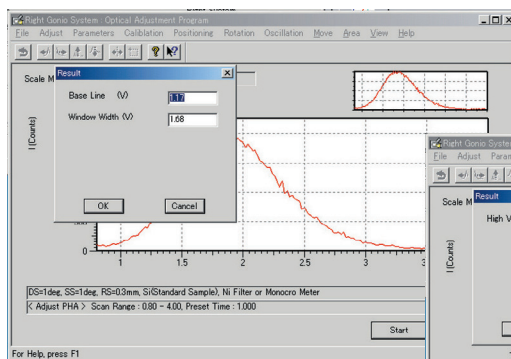 Right Gonio System : Optical Adjustment Program
File Adjust Parameters Caliblation Positioning Rotation Oscillation Move Area View Help
Result
Base Line (V) 1.17
Window Width (V) 1.68
OK Cancel
Scale M
I (Counts)
0
1 1.5 2 2.5 3 3.
DS=1deg, SS=1deg, RS=0.3mm, Si(Standard Sample), Ni Filter or Monocro Meter
< Adjust PHA > Scan Range : 0.80 - 4.00, Preset Time : 1.000
Start
For Help, press F1
Right Gonio System
File Adjust Para
Result
Scale M
High V
I (Counts)